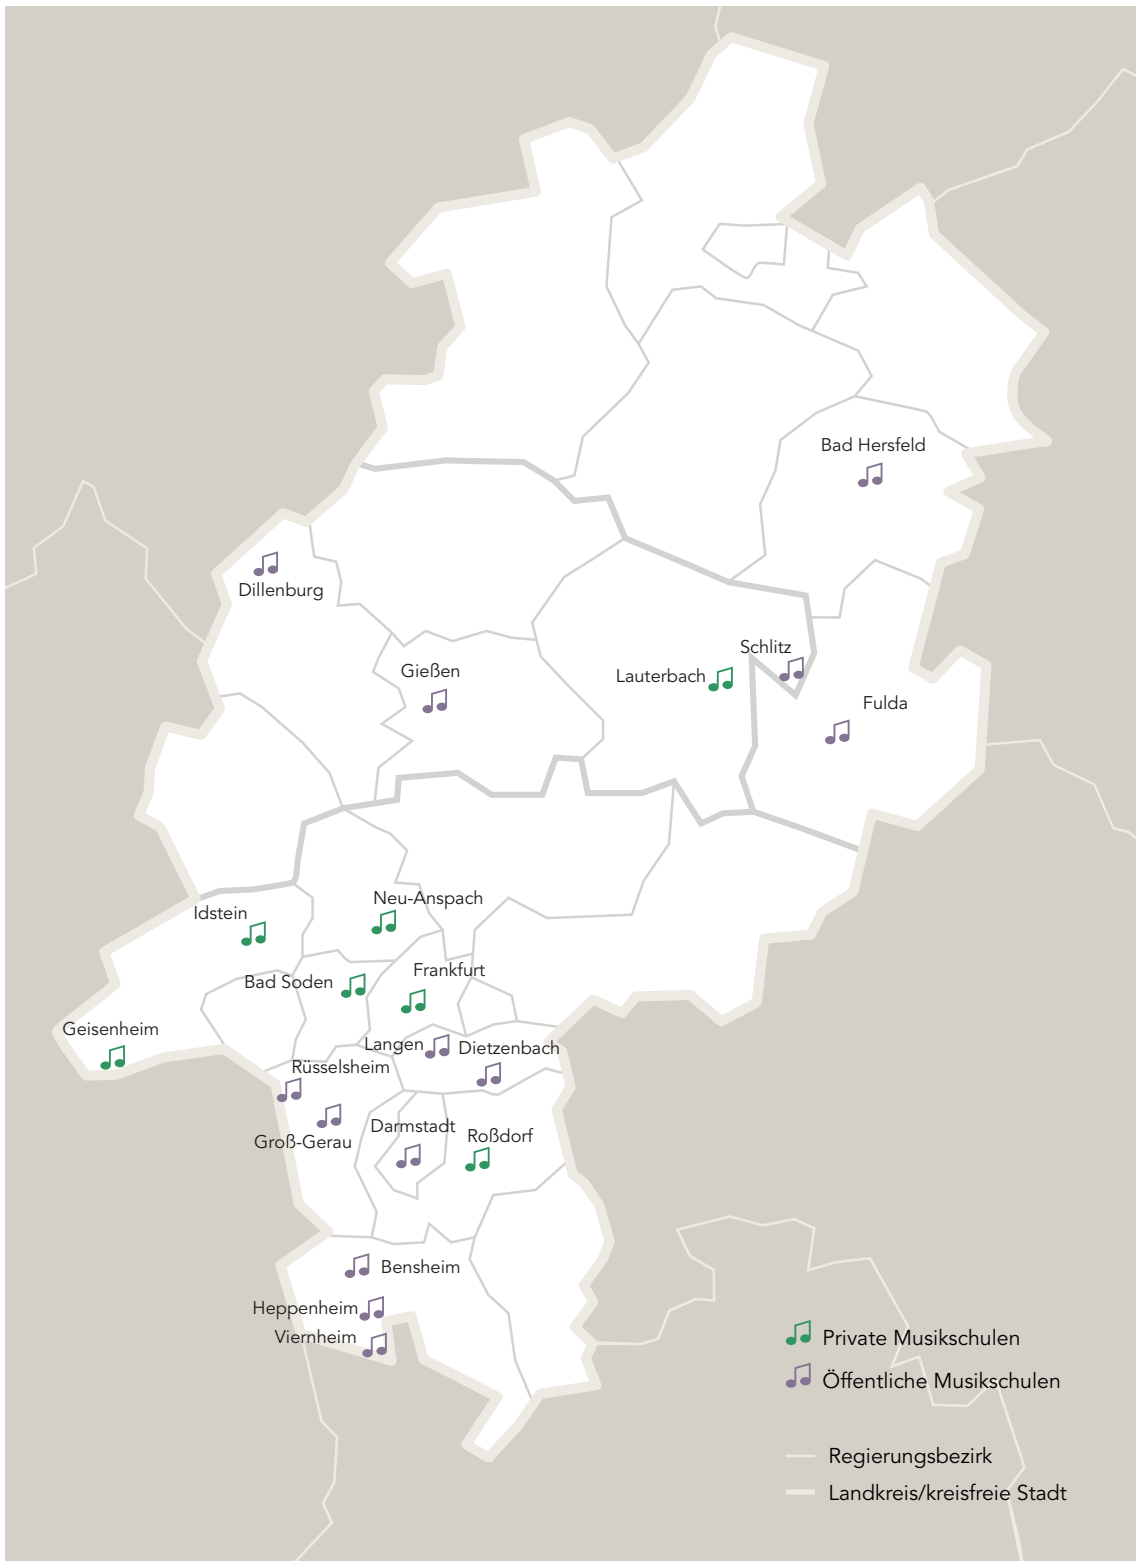 Bad Hersfeld
Dillenburg
Schlitz
Gießen
Lauterbach
Fulda
Neu-Anspach
Idstein
Frankfurt
Bad Soden
Geisenheim
Langen
Dietzenbach
Rüsselsheim
Darmstadt
Roßdorf
Groß-Gerau
Bensheim
Heppenheim
Viernheim
Private Musikschulen
Öffentliche Musikschulen
Regierungsbezirk
Landkreis/kreisfreie Stadt